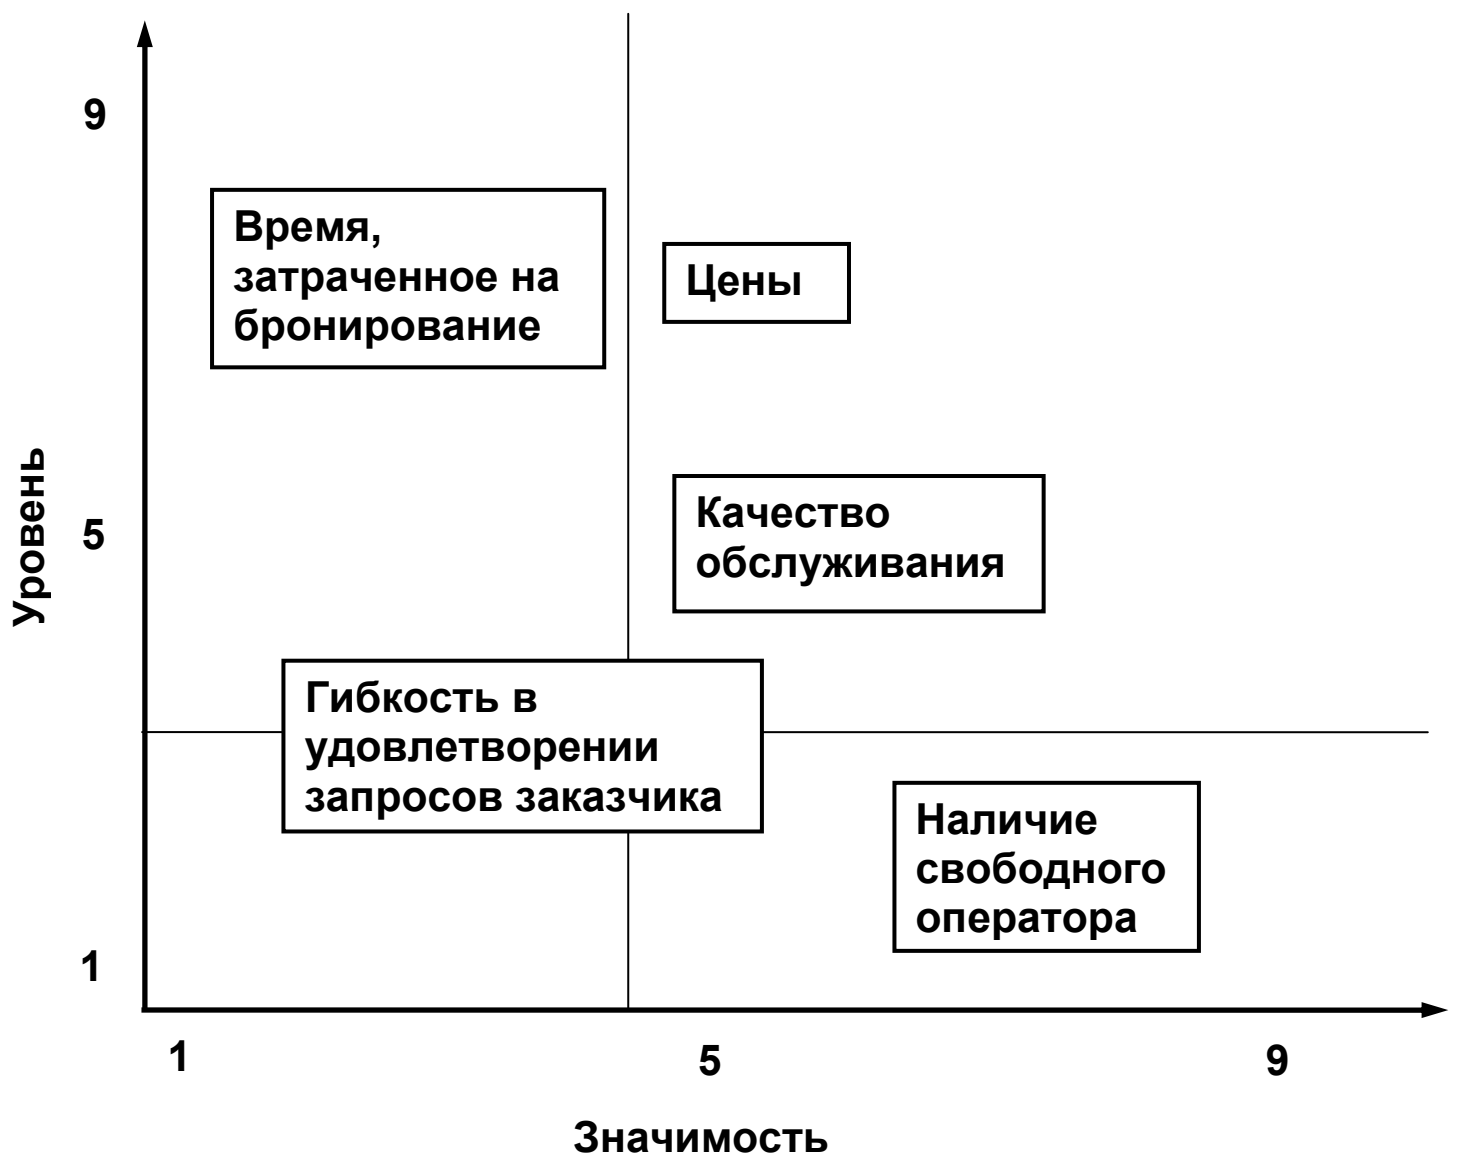 9
Время,
затраченное на
бронирование
Цены
Уровень
5
Качество
обслуживания
Гибкость в
удовлетворении
запросов заказчика
Наличие
свободного
оператора
1
1
5
9
Значимость